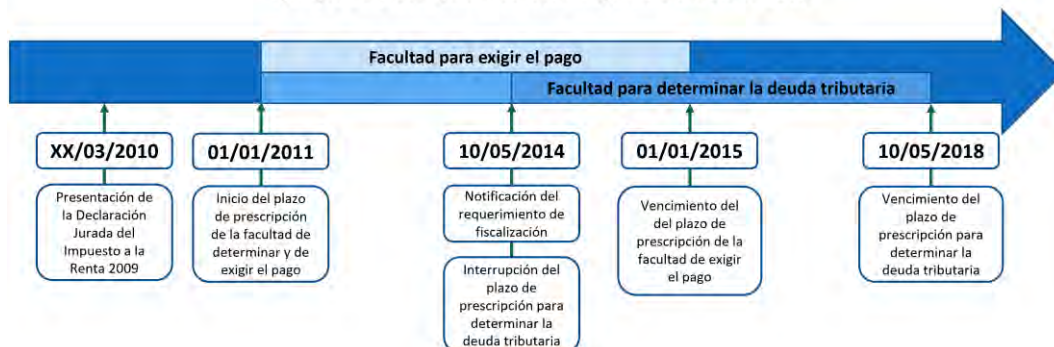 Facultad para exigir el pago
Facultad para determinar la deuda tributaria
XX/03/2010
Presentación de
la Declaración
Jurada del
Impuesto a la
Renta 2009
01/01/2011
Inicio del plazo
de prescripción
de la facultad de
determinar y de
exigir el pago
10/05/2014
Notificación del
requerimiento de
fiscalización
Interrupción del
plazo de
prescripción para
determinar la
deuda tributaria
01/01/2015
Vencimiento del
del plazo de
prescripción de la
facultad de exigir
el pago
10/05/2018
Vencimiento del
plazo de
prescripción para
determinar la
deuda tributaria